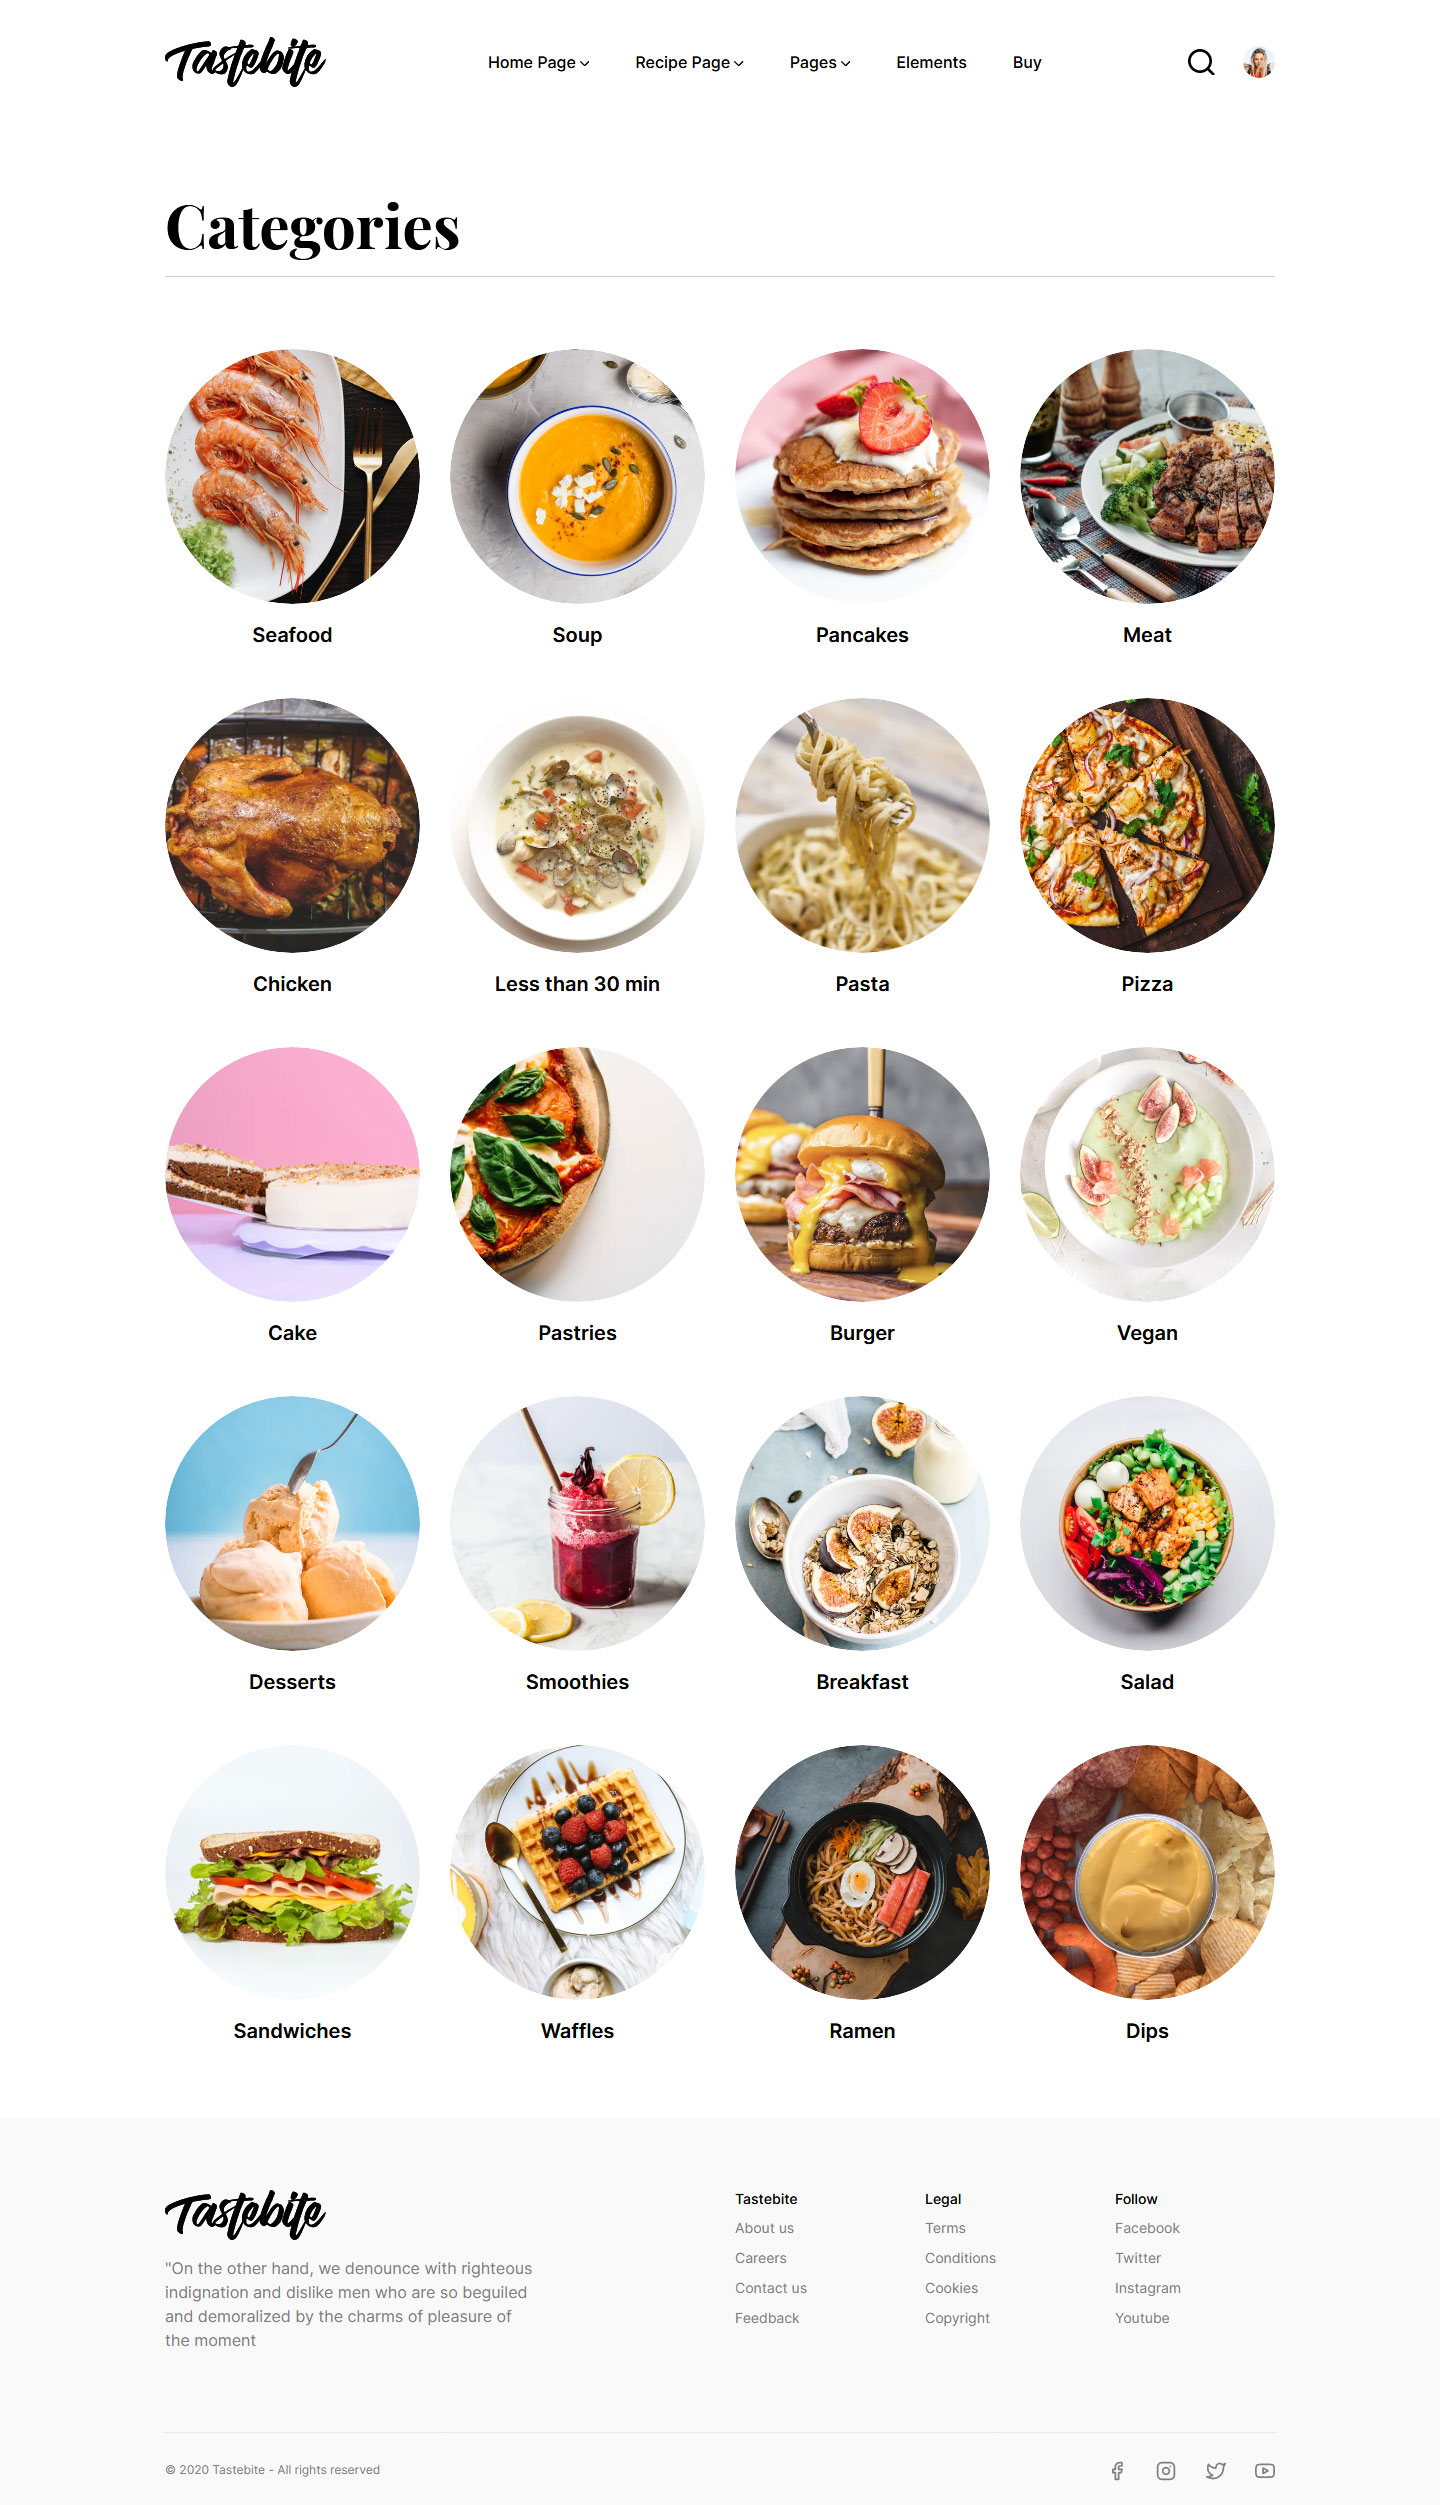 Tastebite
Home Page
Recipe Page
Pages
Elements
Buy
Categories
Seafood
Soup
Pancakes
Meat
Chicken
Less than 30 min
Pasta
Pizza
Cake
Pastries
Burger
Vegan
Desserts
Smoothies
Breakfast
Salad
Sandwiches
Waffles
Ramen
Dips
Tastebite
"On the other hand, we denounce with righteous
indignation and dislike men who are so beguiled
and demoralized by the charms of pleasure of
the moment
Tastebite
About us
Careers
Contact us
Feedback
Legal
Terms
Conditions
Cookies
Copyright
Follow
Facebook
Twitter
Instagram
Youtube
© 2020 Tastebite - All rights reserved